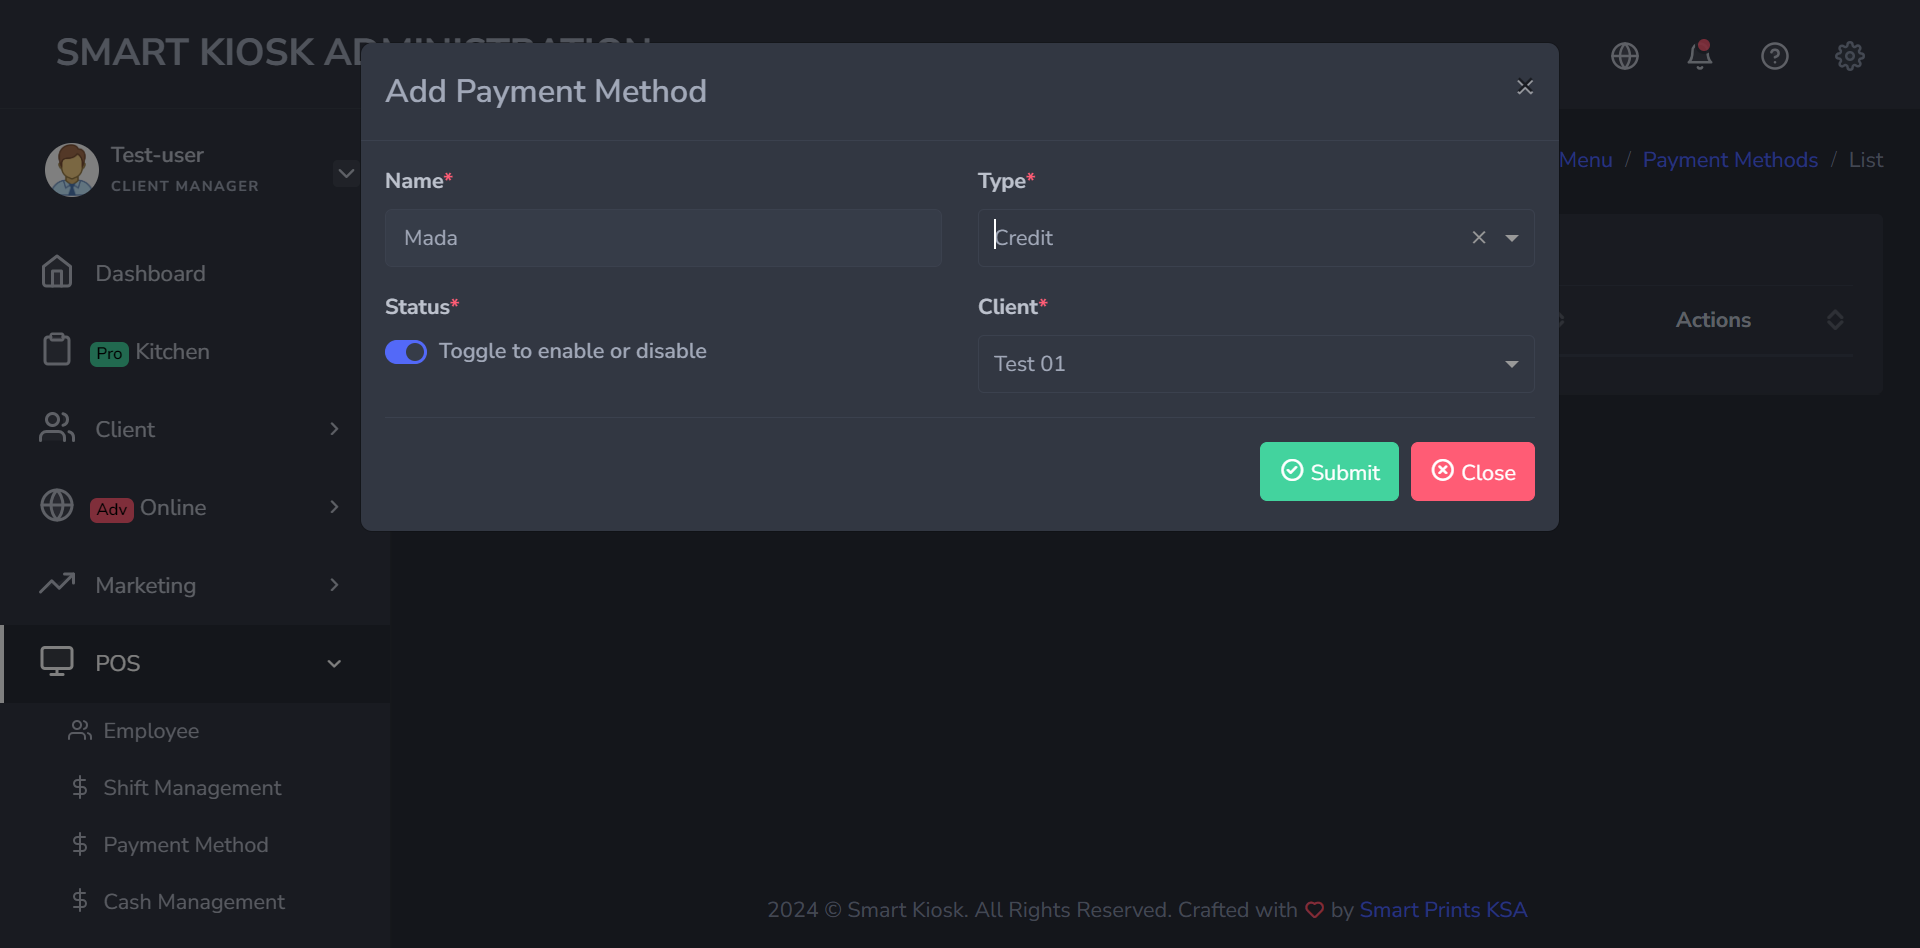 SMART KIOSK ADMINISTRATION
Test-user
CLIENT MANAGER
Dashboard
Pro Kitchen
Client
Adv Online
Marketing
POS
Employee
Shift Management
Payment Method
Cash Management
Add Payment Method
Name*
Mada
Type*
Credit
Status*
Toggle to enable or disable
Client*
Test 01
Submit
Close
Menu / Payment Methods / List
Actions
2024 © Smart Kiosk. All Rights Reserved. Crafted with by Smart Prints KSA